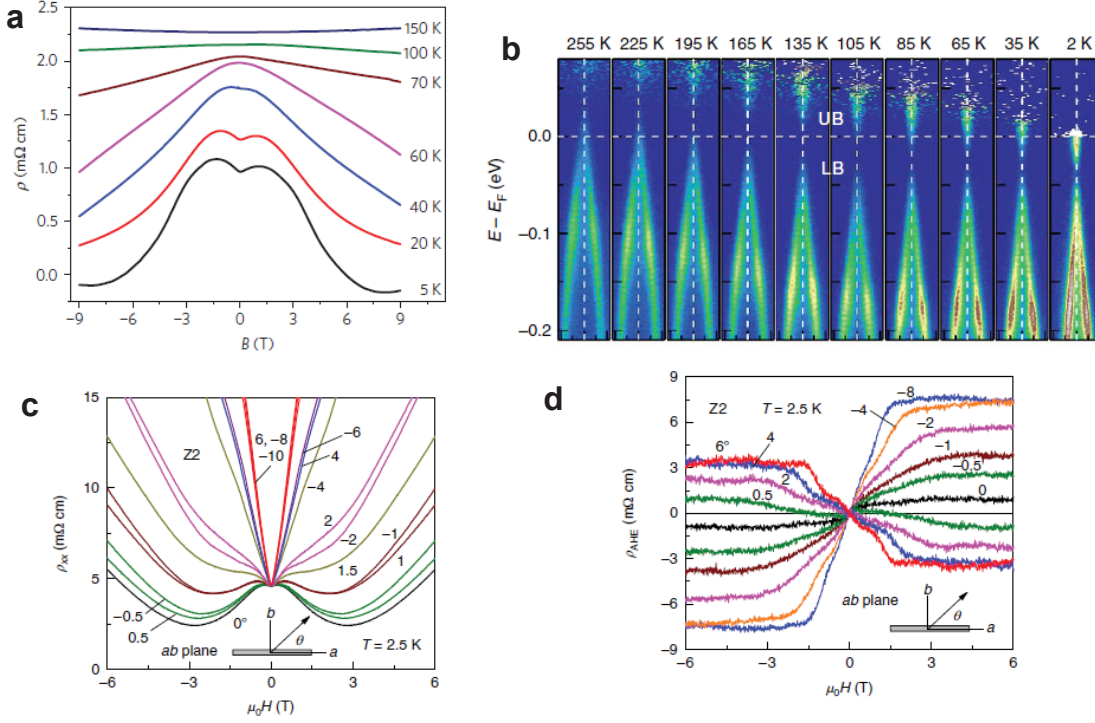 a
2.5
2.0
1.5
1.0
0.5
0.0
ρ (mΩ cm)
150 K
100 K
70 K
60 K
40 K
20 K
5 K
−9 −6 −3 0 3 6 9
B (T)
b
255 K 225 K 195 K 165 K 135 K 105 K 85 K 65 K 35 K 2 K
UB
LB
0.0
−0.1
−0.2
E − E_F (eV)
c
15
10
5
0
ρxx (mΩ cm)
Z2
6, −8
−10
−6
4
−4
2
−2
−1
1.5
1
−0.5
0.5
0°
b
θ
a
ab plane
T = 2.5 K
−6 −3 0 3 6
μ₀H (T)
d
9
6
3
0
−3
−6
−9
ρAHE (mΩ cm)
Z2 T = 2.5 K
−8
−4
−2
−1
−0.5
0
6°
4
2
0.5
b
θ
a
ab plane
−6 −3 0 3 6
μ₀H (T)